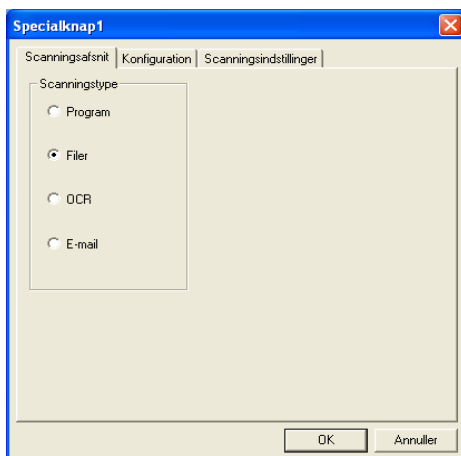 Specialknap1
Scanningsafsnit Konfiguration Scanningsindstillinger
Scanningstype
Program
Filer
OCR
E-mail
OK Annuller